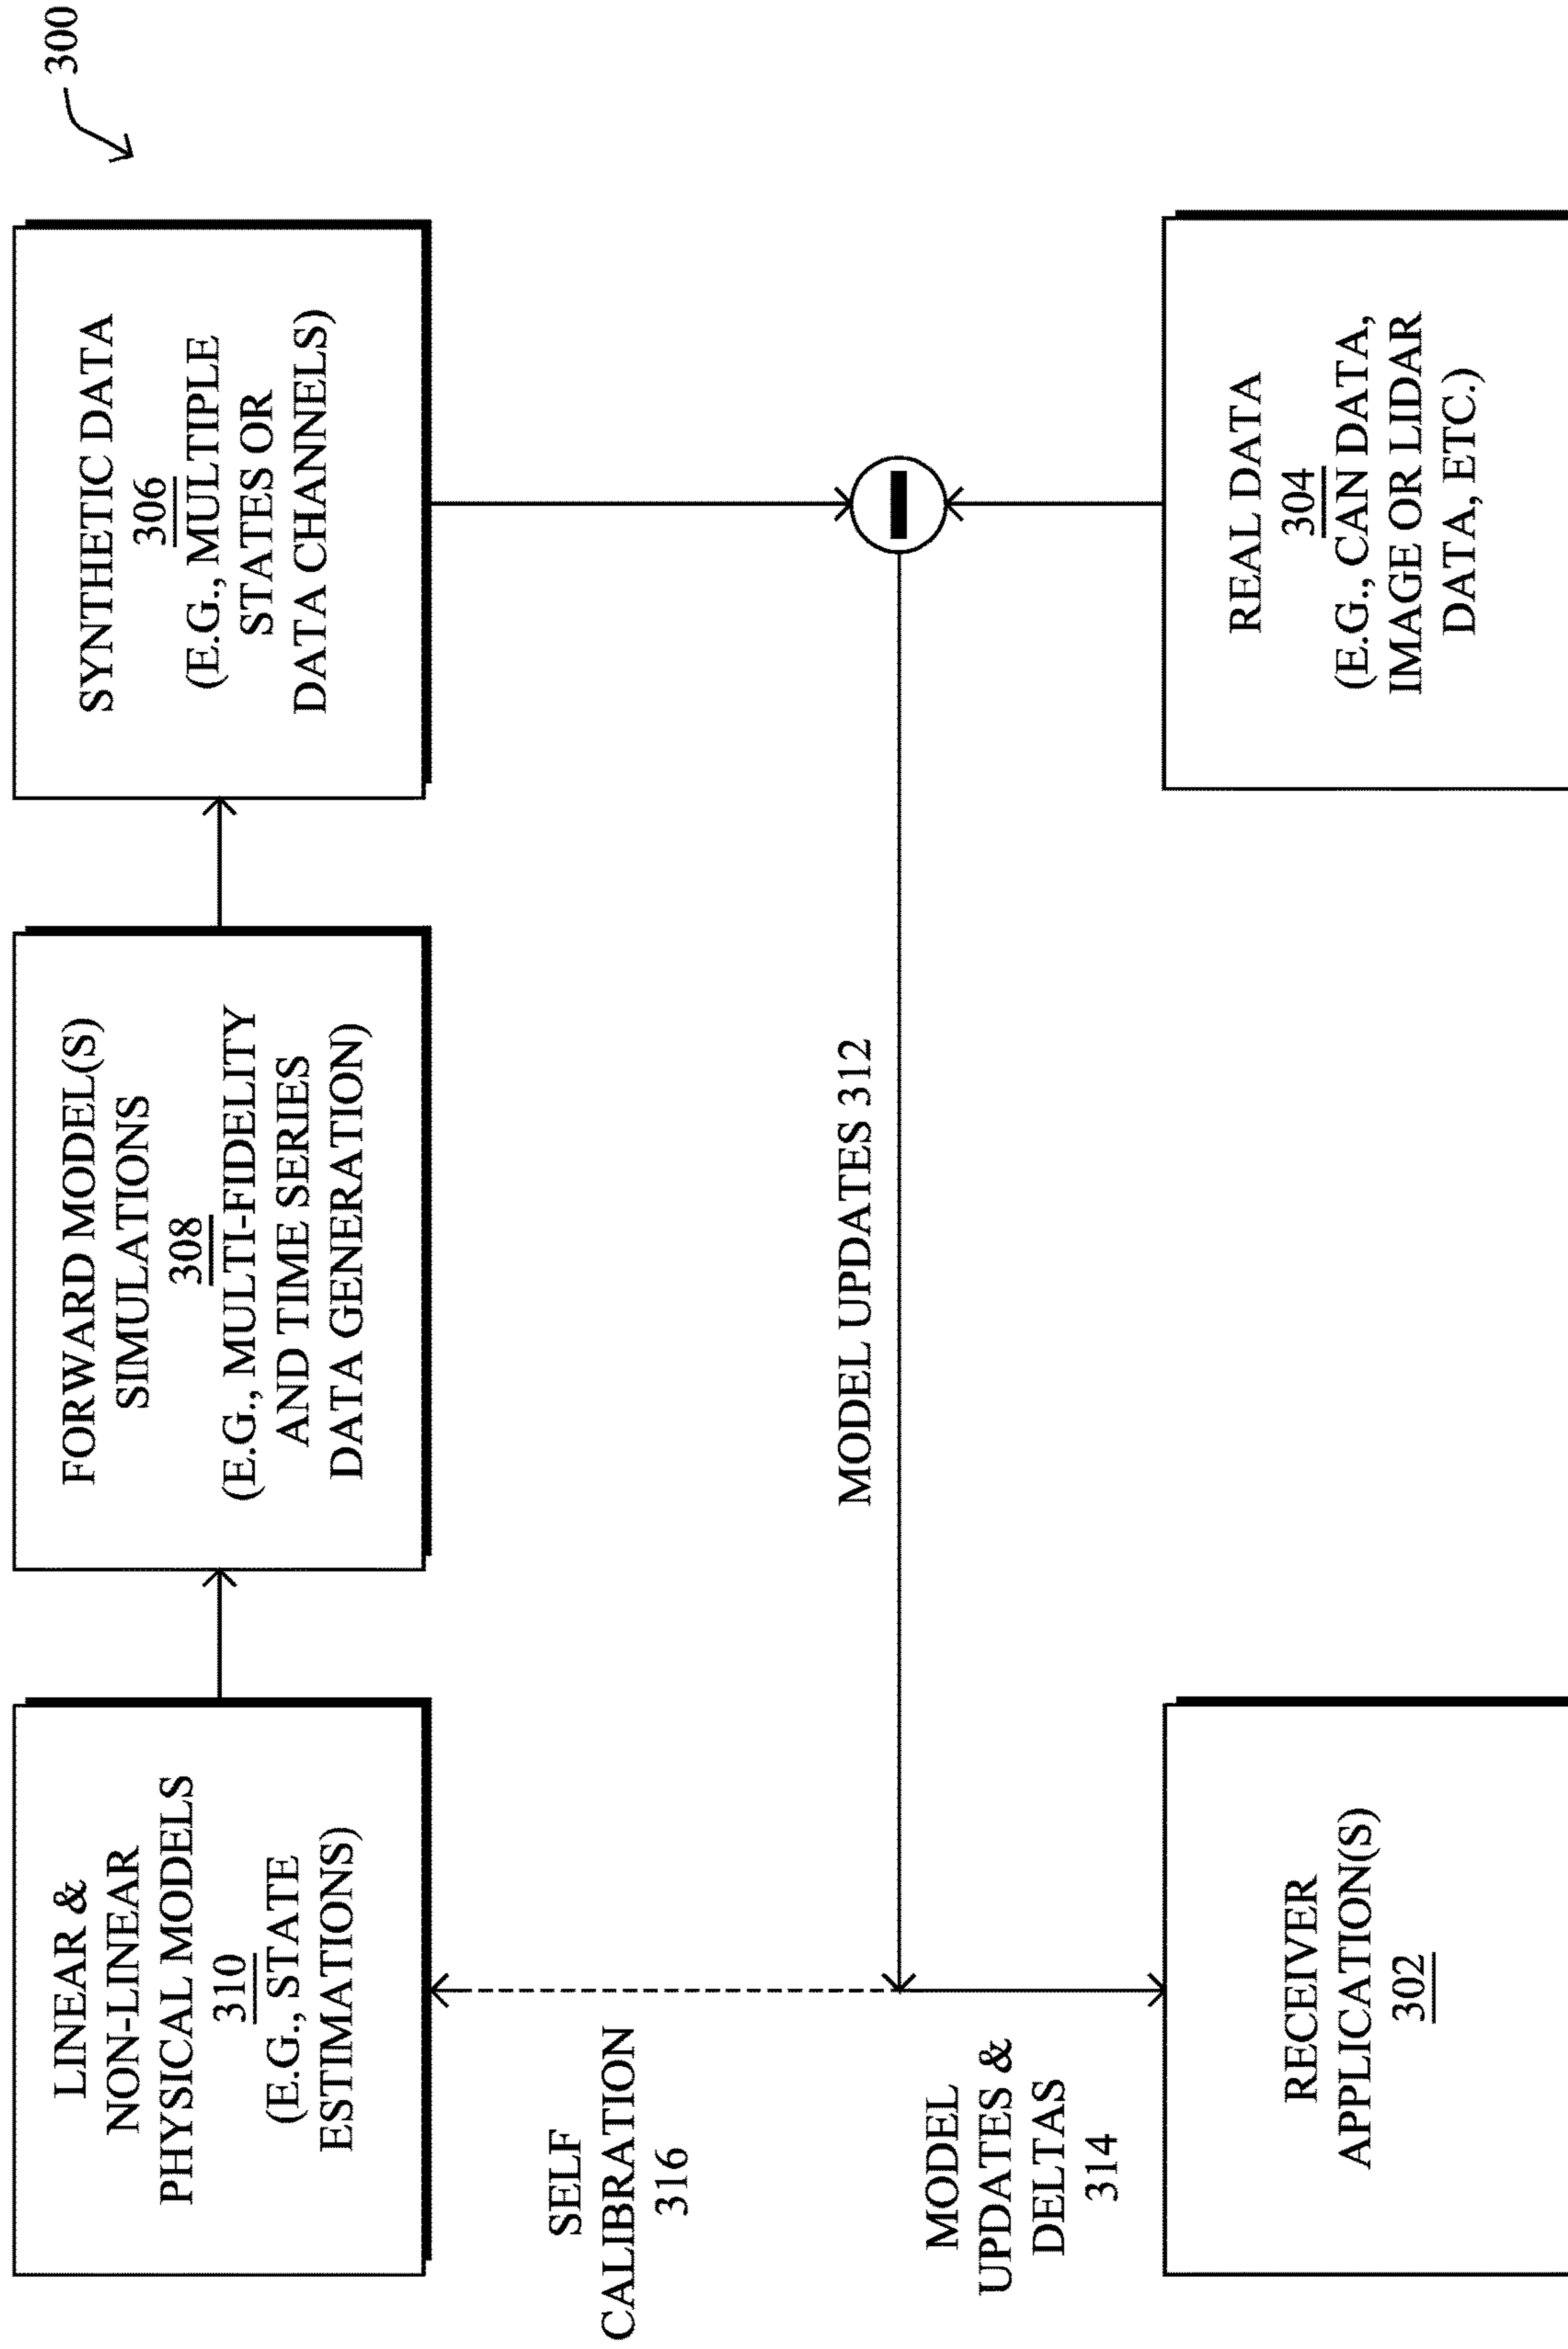 300
LINEAR &
NON-LINEAR
PHYSICAL MODELS
310
(E.G., STATE
ESTIMATIONS)
FORWARD MODEL(S)
SIMULATIONS
308
(E.G., MULTI-FIDELITY
AND TIME SERIES
DATA GENERATION)
SYNTHETIC DATA
306
(E.G., MULTIPLE
STATES OR
DATA CHANNELS)
SELF
CALIBRATION
316
MODEL UPDATES 312
MODEL
UPDATES &
DELTAS
314
RECEIVER
APPLICATION(S)
302
REAL DATA
304
(E.G., CAN DATA,
IMAGE OR LIDAR
DATA, ETC.)